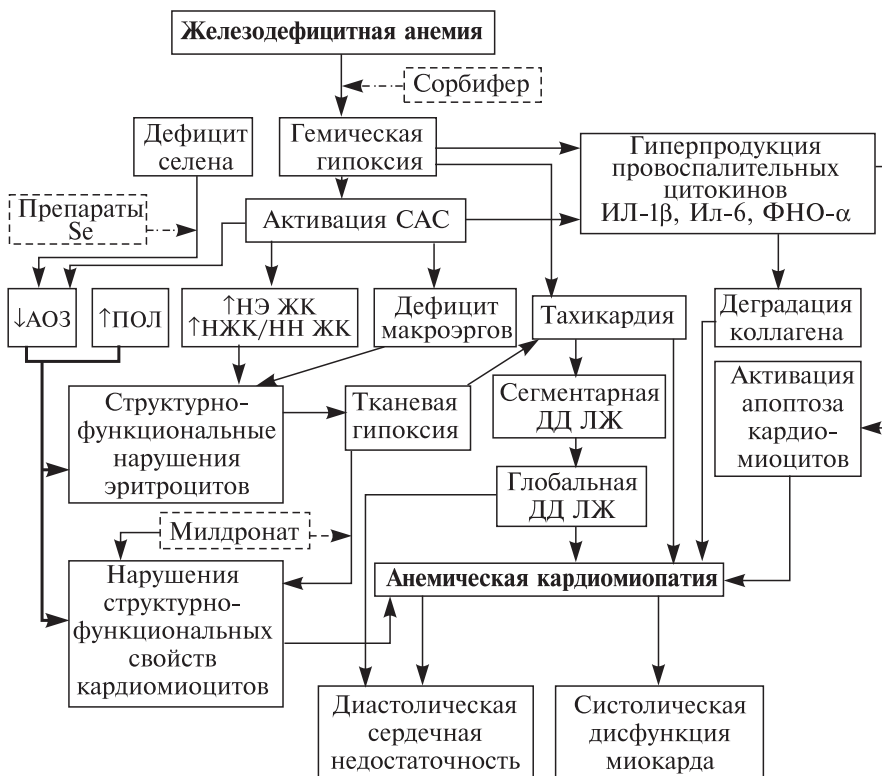 Железодефицитная анемия
Сорбифер
Дефицит
селена
Гемическая
гипоксия
Гиперпродукция
провоспалительных
цитокинов
ИЛ-1β, Ил-6, ФНО-α
Препараты
Se
Активация САС
↓АОЗ
↑ПОЛ
↑НЭ ЖК
↑НЖК/НН ЖК
Дефицит
макроэргов
Тахикардия
Деградация
коллагена
Структурно-
функциональные
нарушения
эритроцитов
Тканевая
гипоксия
Сегментарная
ДД ЛЖ
Активация
апоптоза
кардио-
миоцитов
Глобальная
ДД ЛЖ
Милдронат
Нарушения
структурно-
функциональных
свойств
кардиомиоцитов
Анемическая кардиомиопатия
Диастолическая
сердечная
недостаточность
Систолическая
дисфункция
миокарда